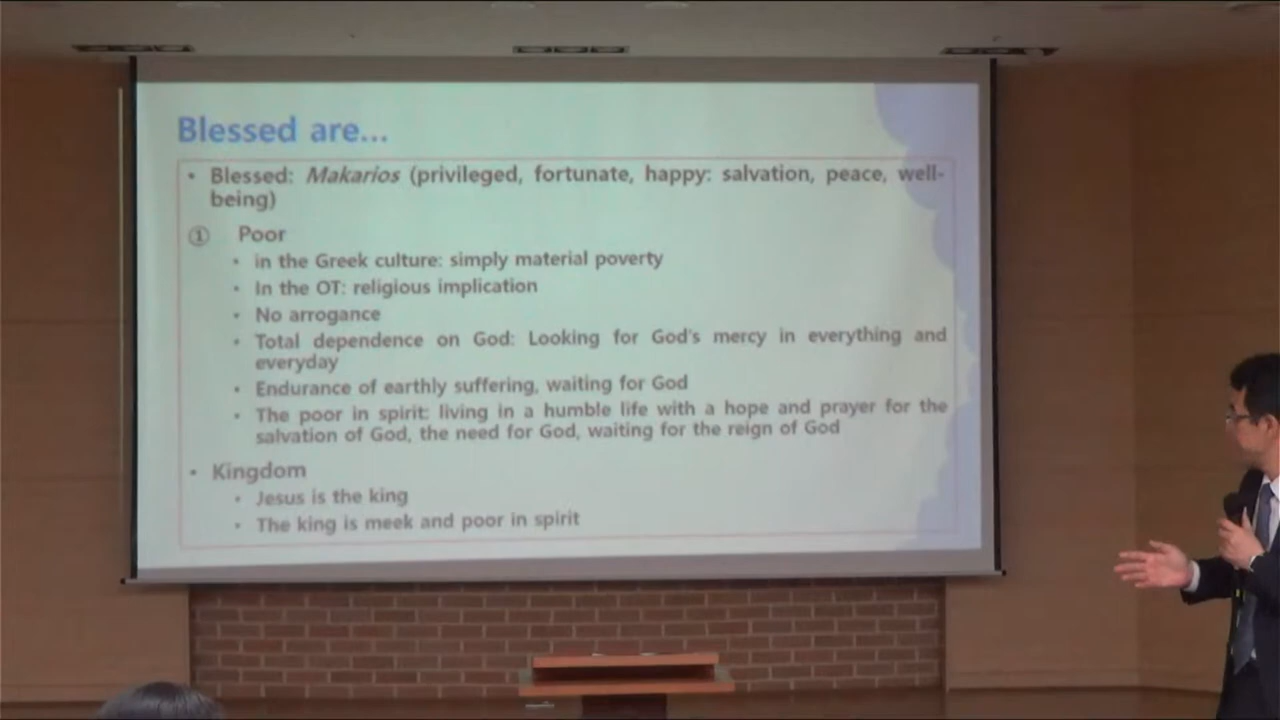 Blessed are...
• Blessed: Makarios (privileged, fortunate, happy: salvation, peace, well-
being)
① Poor
• in the Greek culture: simply material poverty
• In the OT: religious implication
• No arrogance
• Total dependence on God: Looking for God's mercy in everything and
everyday
• Endurance of earthly suffering, waiting for God
• The poor in spirit: living in a humble life with a hope and prayer for the
salvation of God, the need for God, waiting for the reign of God
• Kingdom
• Jesus is the king
• The king is meek and poor in spirit